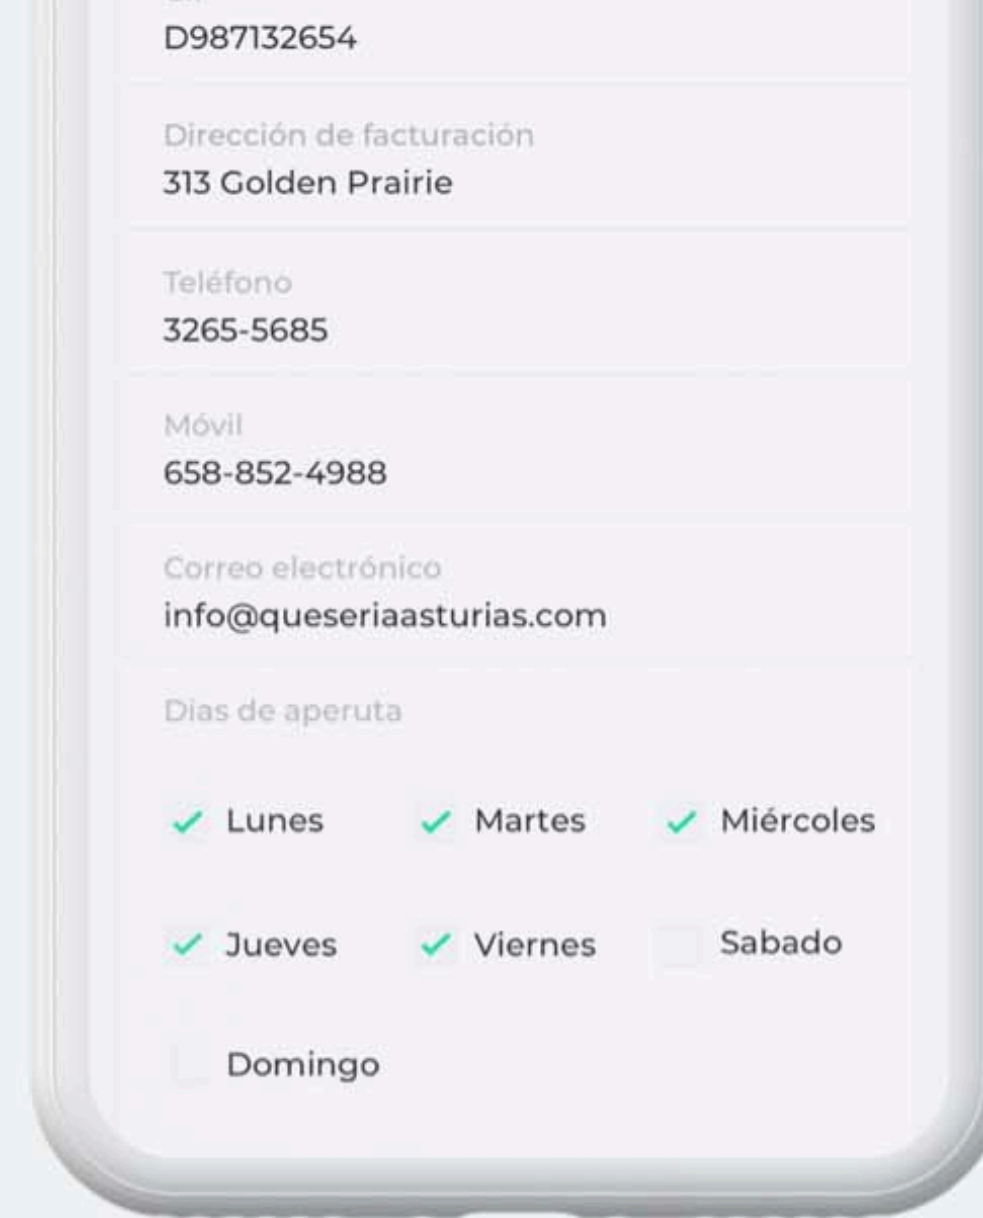 D987132654
Dirección de facturación
313 Golden Prairie
Teléfono
3265-5685
Móvil
658-852-4988
Correo electrónico
info@queseriaasturias.com
Dias de aperuta
Lunes Martes Miércoles
Jueves Viernes Sabado
Domingo